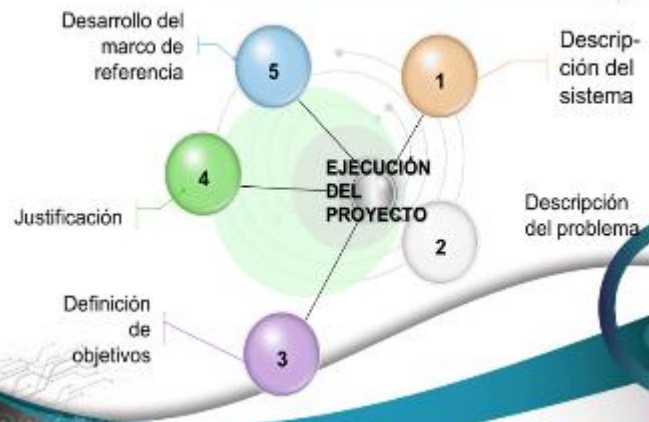 Desarrollo del
marco de
referencia
5
1
Descrip-
ción del
sistema
4
EJECUCIÓN
DEL
PROYECTO
Justificación
2
Descripción
del problema
Definición
de
objetivos
3